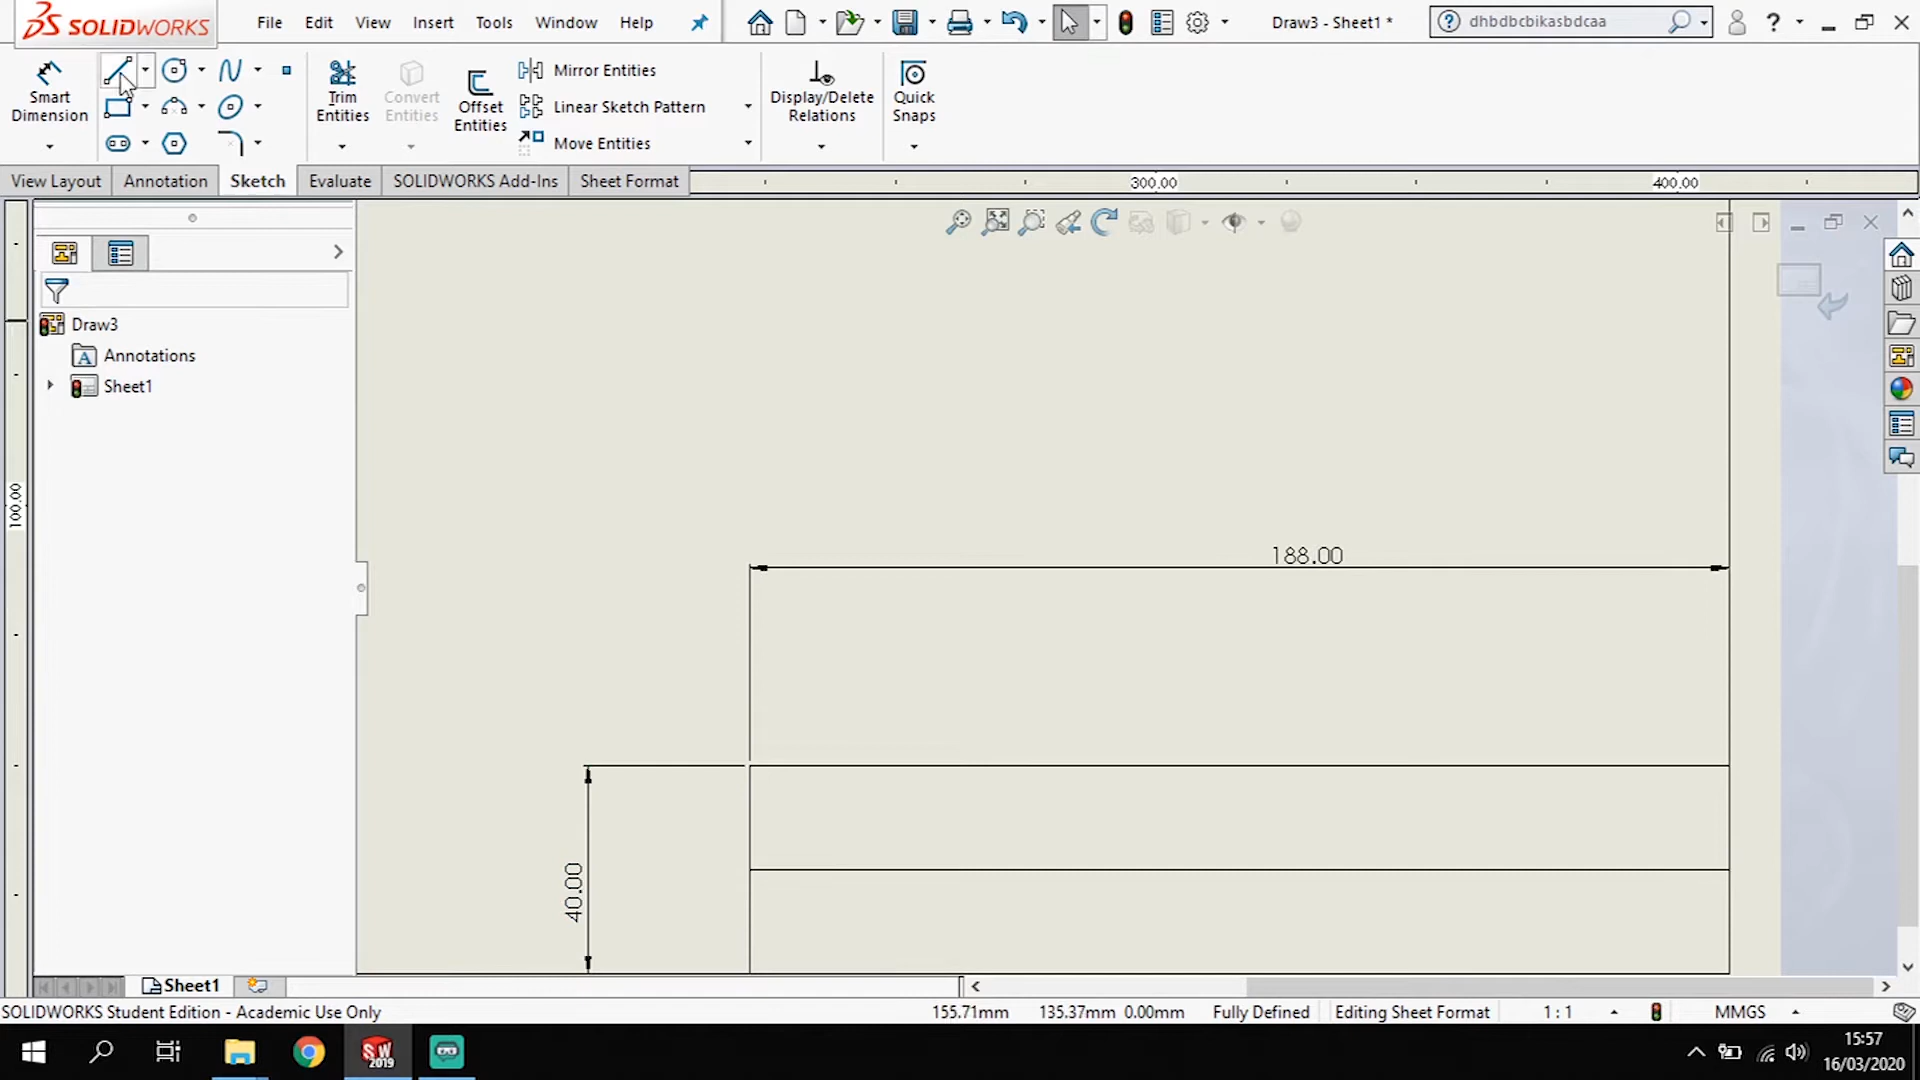 SOLIDWORKS
File Edit View Insert Tools Window Help
Draw3 - Sheet1 *
dhbdbcbikasbdcaa
Smart
Dimension
Trim
Entities
Convert
Entities
Offset
Entities
Mirror Entities
Linear Sketch Pattern
Move Entities
Display/Delete
Relations
Quick
Snaps
View Layout Annotation Sketch Evaluate SOLIDWORKS Add-Ins Sheet Format
300.00 400.00
Draw3
A Annotations
Sheet1
100.00
188.00
40.00
Sheet1
SOLIDWORKS Student Edition - Academic Use Only
155.71mm 135.37mm 0.00mm Fully Defined Editing Sheet Format 1 : 1 MMGS
SW
2019
15:57
16/03/2020